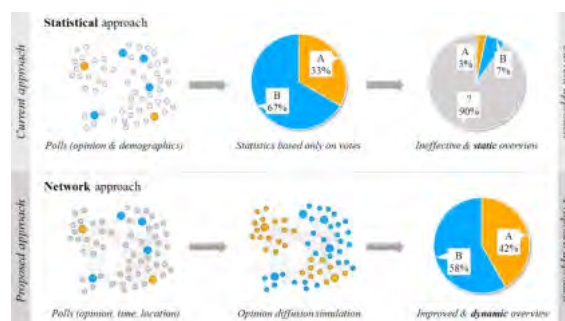 Statistical approach
Current approach
A
33%
B
67%
A
3%
B
7%
?
90%
Polls (opinion & demographics)
Statistics based only on votes
Ineffective & static overview
Network approach
Proposed approach
A
42%
B
58%
Polls (opinion, time, location)
Opinion diffusion simulation
Improved & dynamic overview